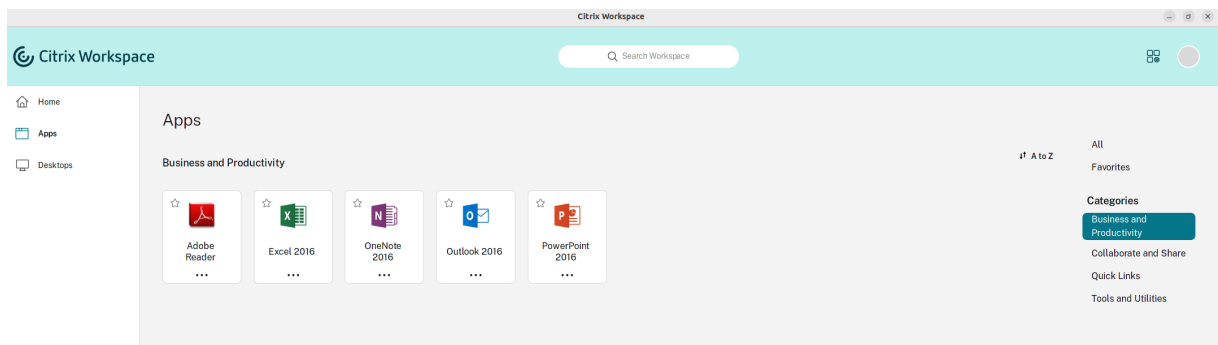 Citrix Workspace
Citrix Workspace
Search Workspace
Home
Apps
Desktops
Apps
Business and Productivity
A to Z
Adobe
Reader
•••
Excel 2016
•••
OneNote
2016
•••
Outlook 2016
•••
PowerPoint
2016
•••
All
Favorites
Categories
Business and
Productivity
Collaborate and Share
Quick Links
Tools and Utilities